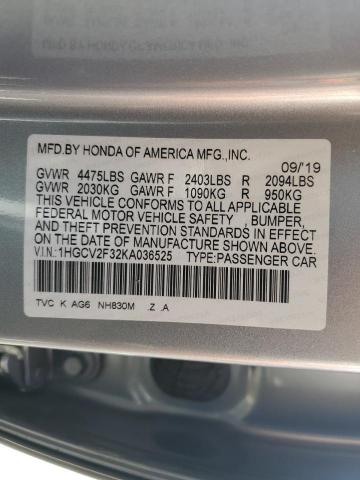 MFD.BY HONDA OF AMERICA MFG.,INC.
09/'19
GVWR 4475LBS GAWR F 2403LBS R 2094LBS
GVWR 2030KG GAWR F 1090KG R 950KG
THIS VEHICLE CONFORMS TO ALL APPLICABLE
FEDERAL MOTOR VEHICLE SAFETY , BUMPER,
AND THEFT PREVENTION STANDARDS IN EFFECT
ON THE DATE OF MANUFACTURE SHOWN ABOVE.
V.I.N.:1HGCV2F32KA036525 TYPE:PASSENGER CAR
TVC K AG6 NH830M .Z .A